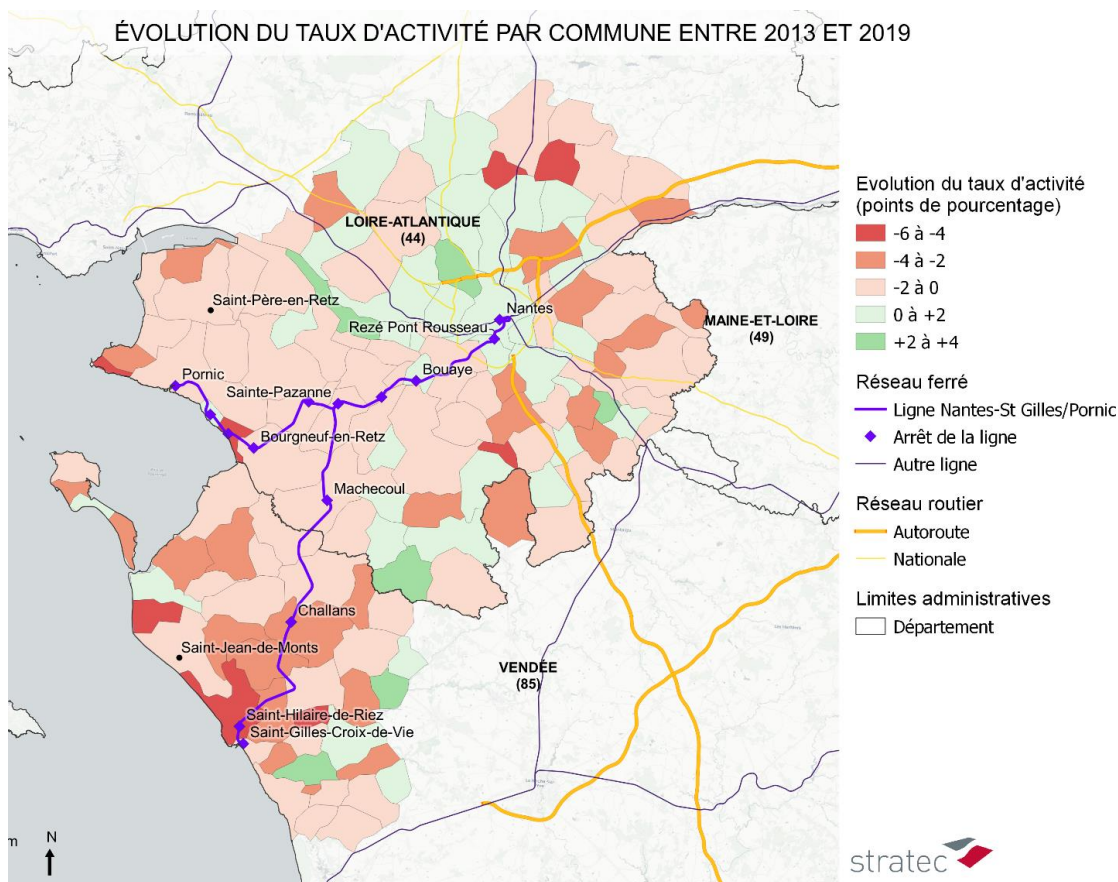 ÉVOLUTION DU TAUX D'ACTIVITÉ PAR COMMUNE ENTRE 2013 ET 2019
LOIRE-ATLANTIQUE
(44)
Saint-Père-en-Retz
Nantes
Rezé Pont Rousseau
MAINE-ET-LOIRE
(49)
Bouaye
Pornic
Sainte-Pazanne
Bourgneuf-en-Retz
Machecoul
Challans
Saint-Jean-de-Monts
VENDÉE
(85)
Saint-Hilaire-de-Riez
Saint-Gilles-Croix-de-Vie
m
N
Evolution du taux d'activité
(points de pourcentage)
-6 à -4
-4 à -2
-2 à 0
0 à +2
+2 à +4
Réseau ferré
Ligne Nantes-St Gilles/Pornic
Arrêt de la ligne
Autre ligne
Réseau routier
Autoroute
Nationale
Limites administratives
Département
stratec